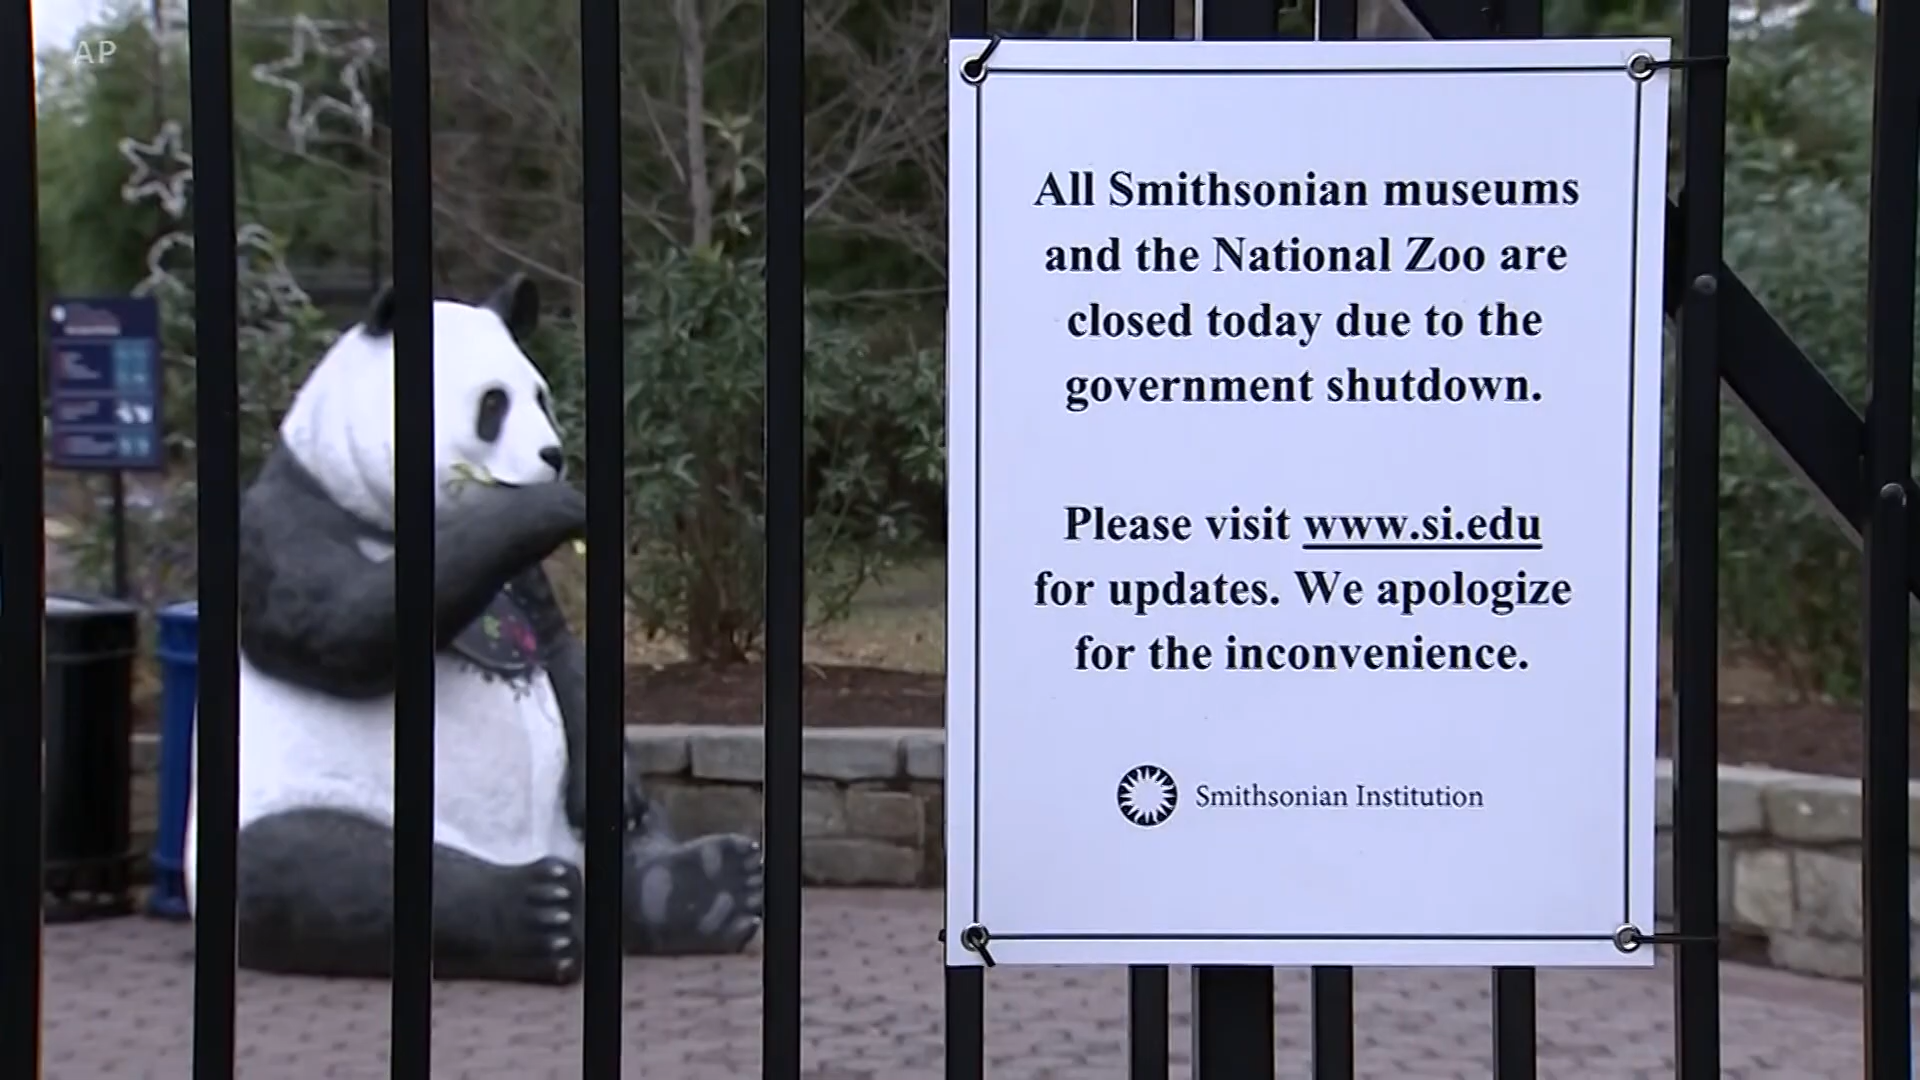 AP
All Smithsonian museums
and the National Zoo are
closed today due to the
government shutdown.
Please visit www.si.edu
for updates. We apologize
for the inconvenience.
Smithsonian Institution